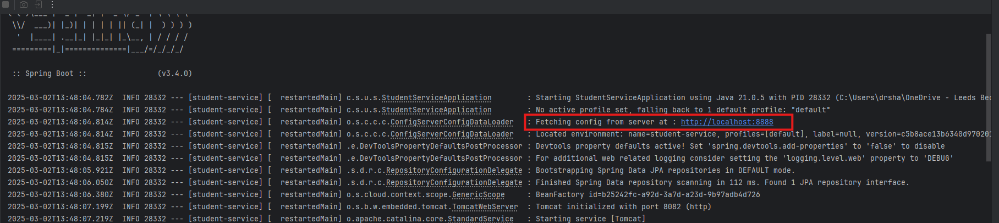 \\/  ___)| |_)| | | | | || (_| |  ) ) ) )
  '  |____| .__|_| |_|_| |_\__, | / / / /
 =========|_|==============|___/=/_/_/_/
 :: Spring Boot ::                (v3.4.0)
2025-03-02T13:48:04.782Z  INFO 28332 --- [student-service] [  restartedMain] c.s.u.s.StudentServiceApplication        : Starting StudentServiceApplication using Java 21.0.5 with PID 28332 (C:\Users\drsha\OneDrive - Leeds Bec
2025-03-02T13:48:04.784Z  INFO 28332 --- [student-service] [  restartedMain] c.s.u.s.StudentServiceApplication        : No active profile set, falling back to 1 default profile: "default"
2025-03-02T13:48:04.814Z  INFO 28332 --- [student-service] [  restartedMain] o.s.c.c.c.ConfigServerConfigDataLoader   : Fetching config from server at : http://localhost:8888
2025-03-02T13:48:04.814Z  INFO 28332 --- [student-service] [  restartedMain] o.s.c.c.c.ConfigServerConfigDataLoader   : Located environment: name=student-service, profiles=[default], label=null, version=c5b8ace13b6340d970201
2025-03-02T13:48:04.815Z  INFO 28332 --- [student-service] [  restartedMain] .e.DevToolsPropertyDefaultsPostProcessor : Devtools property defaults active! Set 'spring.devtools.add-properties' to 'false' to disable
2025-03-02T13:48:04.815Z  INFO 28332 --- [student-service] [  restartedMain] .e.DevToolsPropertyDefaultsPostProcessor : For additional web related logging consider setting the 'logging.level.web' property to 'DEBUG'
2025-03-02T13:48:05.921Z  INFO 28332 --- [student-service] [  restartedMain] .s.d.r.c.RepositoryConfigurationDelegate : Bootstrapping Spring Data JPA repositories in DEFAULT mode.
2025-03-02T13:48:06.050Z  INFO 28332 --- [student-service] [  restartedMain] .s.d.r.c.RepositoryConfigurationDelegate : Finished Spring Data repository scanning in 112 ms. Found 1 JPA repository interface.
2025-03-02T13:48:06.380Z  INFO 28332 --- [student-service] [  restartedMain] o.s.cloud.context.scope.GenericScope     : BeanFactory id=b25242fc-a92d-3a7d-a23d-9b97adb4d726
2025-03-02T13:48:07.199Z  INFO 28332 --- [student-service] [  restartedMain] o.s.b.w.embedded.tomcat.TomcatWebServer  : Tomcat initialized with port 8082 (http)
2025-03-02T13:48:07.219Z  INFO 28332 --- [student-service] [  restartedMain] o.apache.catalina.core.StandardService   : Starting service [Tomcat]